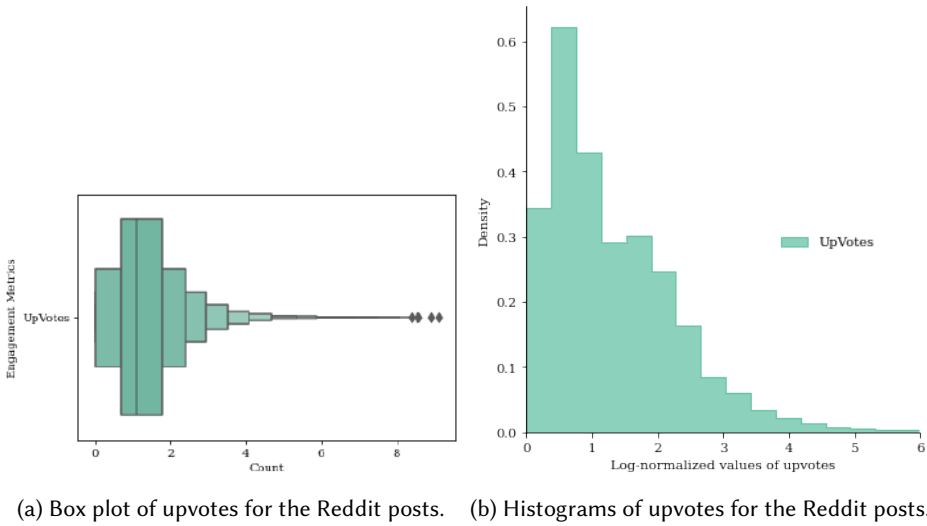 Engagement Metrics
UpVotes
0 2 4 6 8
Count
(a) Box plot of upvotes for the Reddit posts.
0.6
0.5
0.4
0.3
0.2
0.1
0.0
Density
UpVotes
0 1 2 3 4 5 6
Log-normalized values of upvotes
(b) Histograms of upvotes for the Reddit posts.